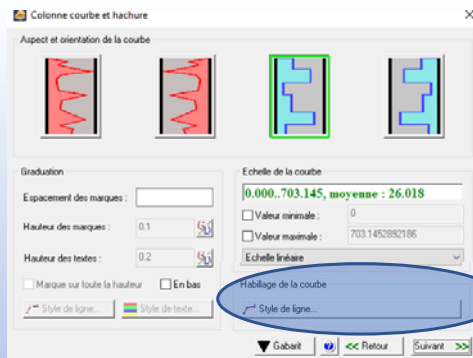 Colonne courbe et hachure
Aspect et orientation de la courbe
Graduation
Espacement des marques :
Hauteur des marques : 0.1
Hauteur des textes : 0.2
Marque sur toute la hauteur En bas
Style de ligne... Style de texte...
Echelle de la courbe
0.000..703.145, moyenne : 26.018
Valeur minimale : 0
Valeur maximale : 703.1452892186
Echelle linéaire
Habillage de la courbe
Style de ligne...
Gabarit << Retour Suivant >>